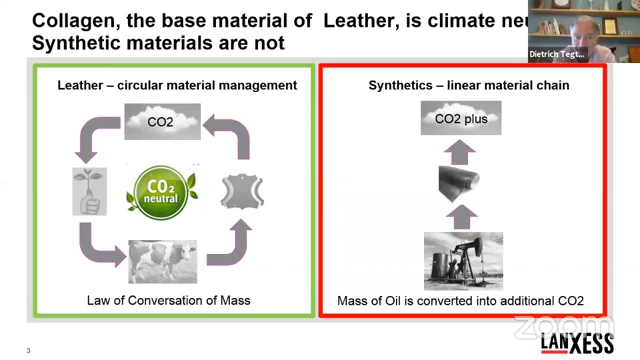 Collagen, the base material of Leather, is climate neu
Synthetic materials are not
Dietrich Tegt...
Leather – circular material management
CO2
CO2
neutral
Law of Conversation of Mass
Synthetics – linear material chain
CO2 plus
Mass of Oil is converted into additional CO2
zoom
3
LANXESS